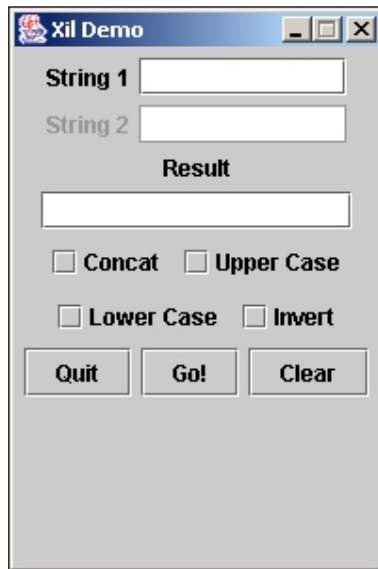 Xil Demo
String 1
String 2
Result
Concat Upper Case
Lower Case Invert
Quit Go! Clear